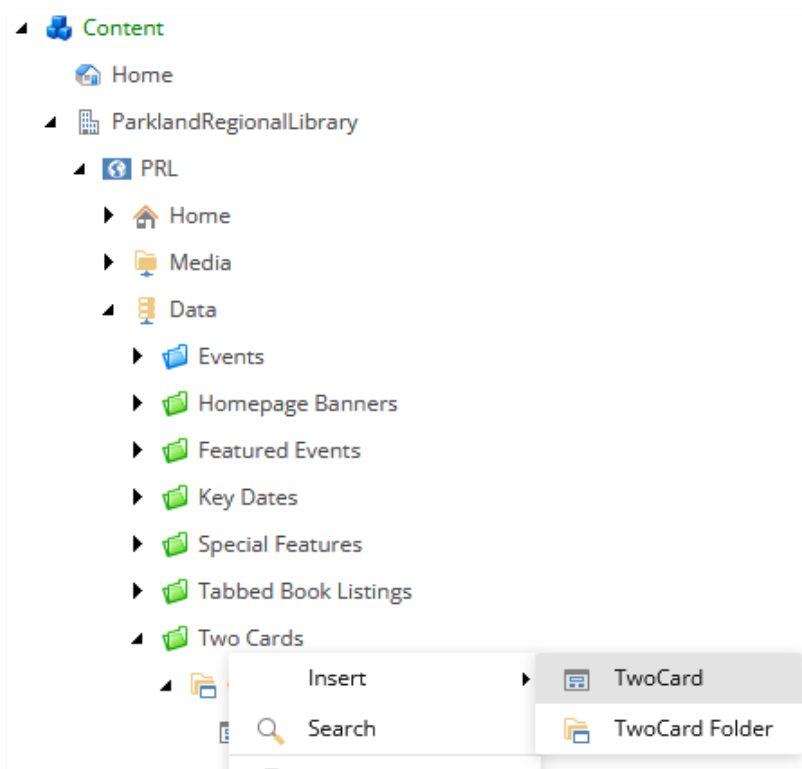 Content
Home
ParklandRegionalLibrary
PRL
Home
Media
Data
Events
Homepage Banners
Featured Events
Key Dates
Special Features
Tabbed Book Listings
Two Cards
Insert
TwoCard
Search
TwoCard Folder